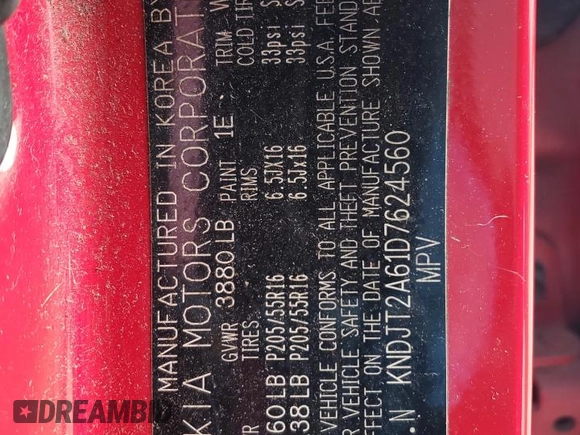 MANUFACTURED IN KOREA BY
KIA MOTORS CORPORAT
GVWR 3880LB PAINT 1E TRIM W
TIRES RIMS COLD TIR
60LB P205/55R16 6.5JX16 33psi
38LB P205/55R16 6.5JX16 33psi
VEHICLE CONFORMS TO ALL APPLICABLE U.S.A. FE
VEHICLE SAFETY AND THEFT PREVENTION STAND
EFFECT ON THE DATE OF MANUFACTURE SHOWN AB
.N KNDJT2A61D7624560
MPV
DREAMBID